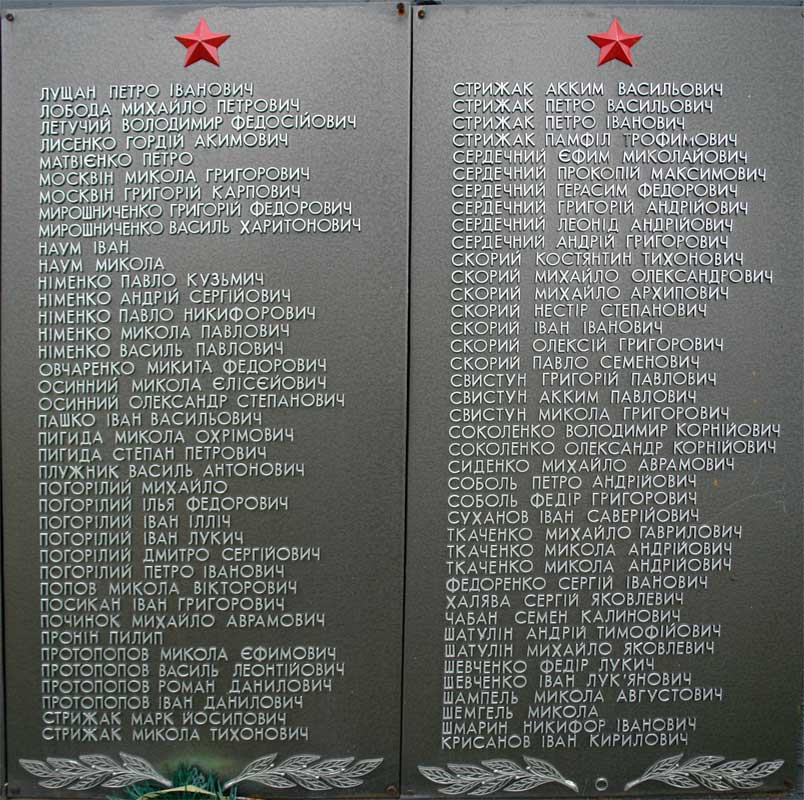 ЛУЩАН ПЕТРО ІВАНОВИЧ
ЛОБОДА МИХАЙЛО ПЕТРОВИЧ
ЛЕТУЧИЙ ВОЛОДИМИР ФЕДОСІЙОВИЧ
ЛИСЕНКО ГОРДІЙ АКИМОВИЧ
МАТВІЄНКО ПЕТРО
МОСКВІН МИКОЛА ГРИГОРОВИЧ
МОСКВІН ГРИГОРІЙ КАРПОВИЧ
МИРОШНИЧЕНКО ГРИГОРІЙ ФЕДОРОВИЧ
МИРОШНИЧЕНКО ВАСИЛЬ ХАРИТОНОВИЧ
НАУМ ІВАН
НАУМ МИКОЛА
НІМЕНКО ПАВЛО КУЗЬМИЧ
НІМЕНКО АНДРІЙ СЕРГІЙОВИЧ
НІМЕНКО ПАВЛО НИКИФОРОВИЧ
НІМЕНКО МИКОЛА ПАВЛОВИЧ
НІМЕНКО ВАСИЛЬ ПАВЛОВИЧ
ОВЧАРЕНКО МИКИТА ФЕДОРОВИЧ
ОСИННИЙ МИКОЛА ЄЛІСЄЙОВИЧ
ОСИННИЙ ОЛЕКСАНДР СТЕПАНОВИЧ
ПАШКО ІВАН ВАСИЛЬОВИЧ
ПИГИДА МИКОЛА ОХРІМОВИЧ
ПИГИДА СТЕПАН ПЕТРОВИЧ
ПЛУЖНИК ВАСИЛЬ АНТОНОВИЧ
ПОГОРІЛИЙ МИХАЙЛО
ПОГОРІЛИЙ ІЛЬЯ ФЕДОРОВИЧ
ПОГОРІЛИЙ ІВАН ІЛЛІЧ
ПОГОРІЛИЙ ІВАН ЛУКИЧ
ПОГОРІЛИЙ ДМИТРО СЕРГІЙОВИЧ
ПОГОРІЛИЙ ПЕТРО ІВАНОВИЧ
ПОПОВ МИКОЛА ВІКТОРОВИЧ
ПОСИКАН ІВАН ГРИГОРОВИЧ
ПОЧИНОК МИХАЙЛО АВРАМОВИЧ
ПРОНІН ПИЛИП
ПРОТОПОПОВ МИКОЛА ЄФИМОВИЧ
ПРОТОПОПОВ ВАСИЛЬ ЛЕОНТІЙОВИЧ
ПРОТОПОПОВ РОМАН ДАНИЛОВИЧ
ПРОТОПОПОВ ІВАН ДАНИЛОВИЧ
СТРИЖАК МАРК ЙОСИПОВИЧ
СТРИЖАК МИКОЛА ТИХОНОВИЧ
СТРИЖАК АККИМ ВАСИЛЬОВИЧ
СТРИЖАК ПЕТРО ВАСИЛЬОВИЧ
СТРИЖАК ПЕТРО ІВАНОВИЧ
СТРИЖАК ПАМФІЛ ТРОФИМОВИЧ
СЕРДЕЧНИЙ ЄФИМ МИКОЛАЙОВИЧ
СЕРДЕЧНИЙ ПРОКОПІЙ МАКСИМОВИЧ
СЕРДЕЧНИЙ ГЕРАСИМ ФЕДОРОВИЧ
СЕРДЕЧНИЙ ГРИГОРІЙ АНДРІЙОВИЧ
СЕРДЕЧНИЙ ЛЕОНІД АНДРІЙОВИЧ
СЕРДЕЧНИЙ АНДРІЙ ГРИГОРОВИЧ
СКОРИЙ КОСТЯНТИН ТИХОНОВИЧ
СКОРИЙ МИХАЙЛО ОЛЕКСАНДРОВИЧ
СКОРИЙ МИХАЙЛО АРХИПОВИЧ
СКОРИЙ НЕСТІР СТЕПАНОВИЧ
СКОРИЙ ІВАН ІВАНОВИЧ
СКОРИЙ ОЛЕКСІЙ ГРИГОРОВИЧ
СКОРИЙ ПАВЛО СЕМЕНОВИЧ
СВИСТУН ГРИГОРІЙ ПАВЛОВИЧ
СВИСТУН АККИМ ПАВЛОВИЧ
СВИСТУН МИКОЛА ГРИГОРОВИЧ
СОКОЛЕНКО ВОЛОДИМИР КОРНІЙОВИЧ
СОКОЛЕНКО ОЛЕКСАНДР КОРНІЙОВИЧ
СИДЕНКО МИХАЙЛО АВРАМОВИЧ
СОБОЛЬ ПЕТРО АНДРІЙОВИЧ
СОБОЛЬ ФЕДІР ГРИГОРОВИЧ
СУХАНОВ ІВАН САВЕРІЙОВИЧ
ТКАЧЕНКО МИХАЙЛО ГАВРИЛОВИЧ
ТКАЧЕНКО МИКОЛА АНДРІЙОВИЧ
ТКАЧЕНКО МИКОЛА АНДРІЙОВИЧ
ФЕДОРЕНКО СЕРГІЙ ІВАНОВИЧ
ХАЛЯВА СЕРГІЙ ЯКОВЛЕВИЧ
ЧАБАН СЕМЕН КАЛИНОВИЧ
ШАТУЛІН АНДРІЙ ТИМОФІЙОВИЧ
ШАТУЛІН МИХАЙЛО ЯКОВЛЕВИЧ
ШЕВЧЕНКО ФЕДІР ЛУКИЧ
ШЕВЧЕНКО ІВАН ЛУК'ЯНОВИЧ
ШАМПЕЛЬ МИКОЛА АВГУСТОВИЧ
ШЕМГЕЛЬ МИКОЛА
ШМАРИН НИКИФОР ІВАНОВИЧ
КРИСАНОВ ІВАН КИРИЛОВИЧ